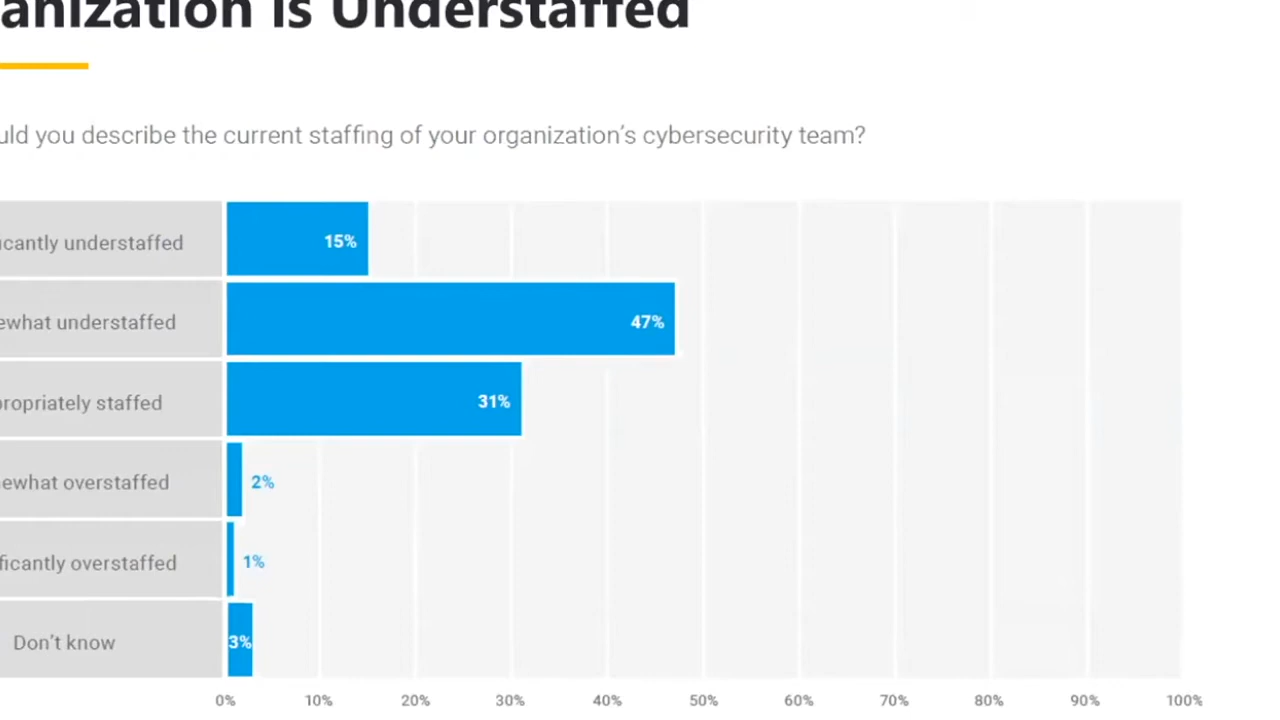 anization is Understaffed
uld you describe the current staffing of your organization's cybersecurity team?
icantly understaffed 15%
ewhat understaffed 47%
propriately staffed 31%
ewhat overstaffed 2%
ficantly overstaffed 1%
Don't know 3%
0% 10% 20% 30% 40% 50% 60% 70% 80% 90% 100%